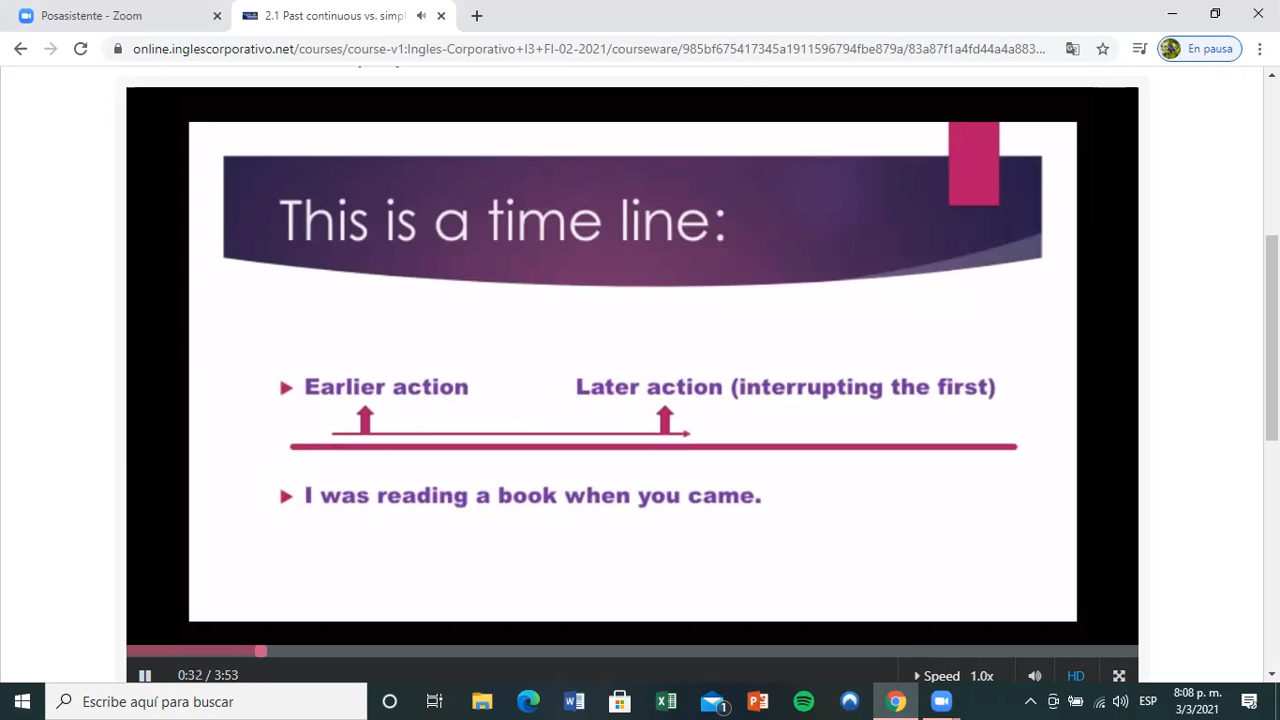 Posasistente - Zoom
2.1 Past continuous vs. simpl
online.inglescorporativo.net/courses/course-v1:Ingles-Corporativo+I3+FI-02-2021/courseware/985bf675417345a1911596794fbe879a/83a87f1a4fd44a4a883...
En pausa
This is a time line:
Earlier action Later action (interrupting the first)
I was reading a book when you came.
0:32 / 3:53
Speed 1.0x
HD
Escribe aquí para buscar
1
ESP
8:08 p. m.
3/3/2021